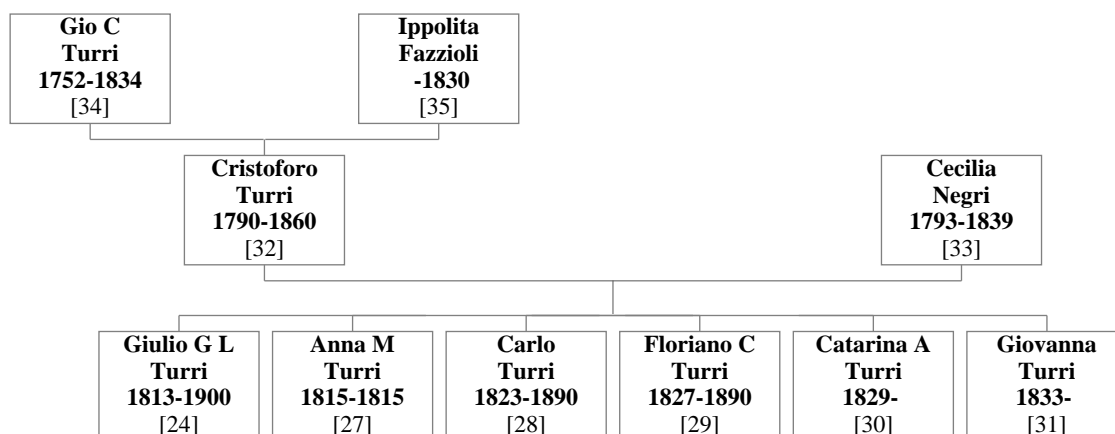 Gio C
Turri
1752-1834
[34]
Ippolita
Fazzioli
-1830
[35]
Cristoforo
Turri
1790-1860
[32]
Cecilia
Negri
1793-1839
[33]
Giulio G L
Turri
1813-1900
[24]
Anna M
Turri
1815-1815
[27]
Carlo
Turri
1823-1890
[28]
Floriano C
Turri
1827-1890
[29]
Catarina A
Turri
1829-
[30]
Giovanna
Turri
1833-
[31]